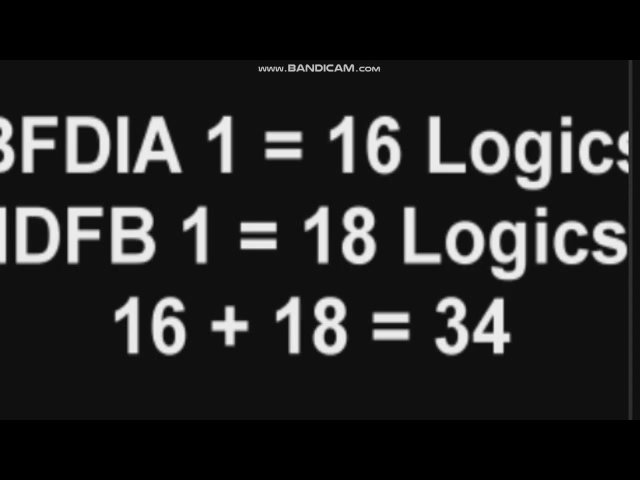 www.BANDICAM.com
BFDIA 1 = 16 Logics
IDFB 1 = 18 Logics
16 + 18 = 34